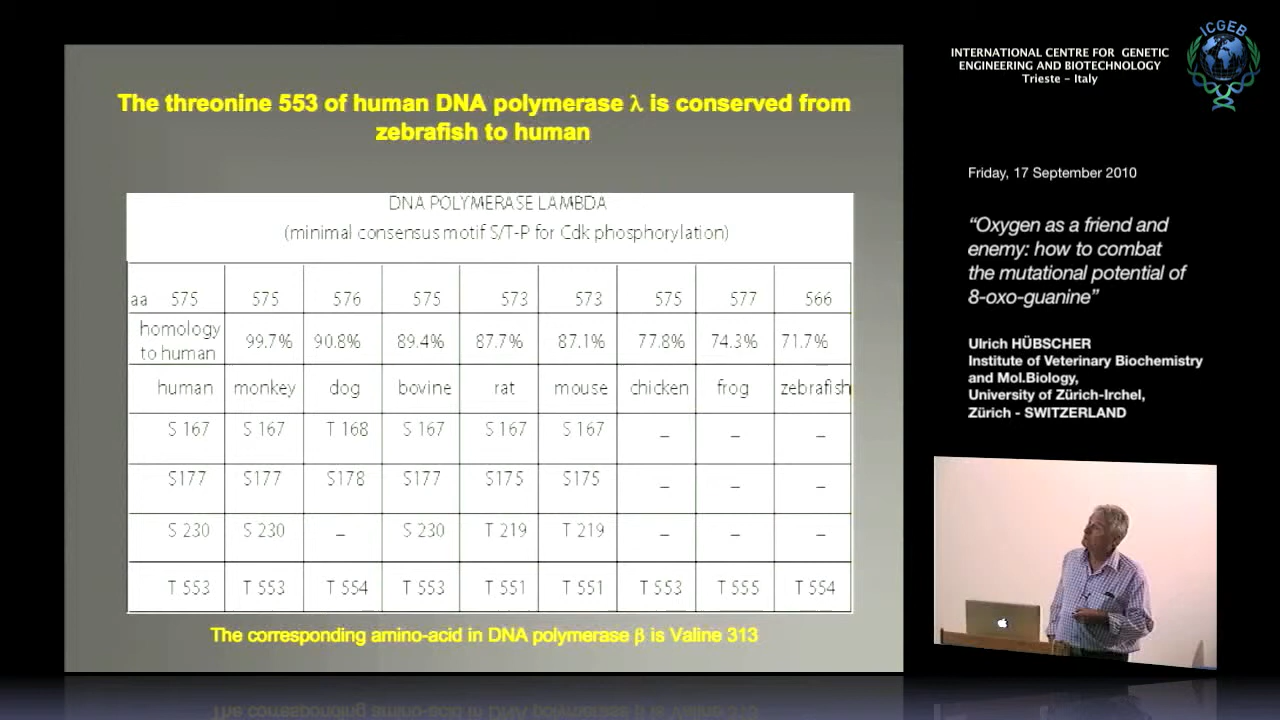 The threonine 553 of human DNA polymerase λ is conserved from
zebrafish to human
DNA POLYMERASE LAMBDA
(minimal consensus motif S/T-P for Cdk phosphorylation)
aa 575 575 576 575 573 573 575 577 566
homology
to human 99.7% 90.8% 89.4% 87.7% 87.1% 77.8% 74.3% 71.7%
human monkey dog bovine rat mouse chicken frog zebrafish
S 167 S 167 T 168 S 167 S 167 S 167 – – –
S177 S177 S178 S177 S175 S175 – – –
S 230 S 230 – S 230 T 219 T 219 – – –
T 553 T 553 T 554 T 553 T 551 T 551 T 553 T 555 T 554
The corresponding amino-acid in DNA polymerase β is Valine 313
INTERNATIONAL CENTRE FOR GENETIC
ENGINEERING AND BIOTECHNOLOGY
Trieste – Italy
ICGEB
Friday, 17 September 2010
“Oxygen as a friend and
enemy: how to combat
the mutational potential of
8-oxo-guanine”
Ulrich HÜBSCHER
Institute of Veterinary Biochemistry
and Mol.Biology,
University of Zürich-Irchel,
Zürich - SWITZERLAND